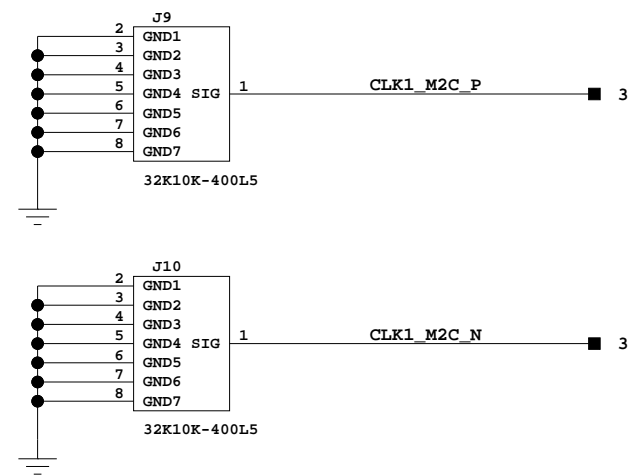 J9
2 GND1
3 GND2
4 GND3
5 GND4 SIG 1 CLK1_M2C_P 3
6 GND5
7 GND6
8 GND7
32K10K-400L5
J10
2 GND1
3 GND2
4 GND3
5 GND4 SIG 1 CLK1_M2C_N 3
6 GND5
7 GND6
8 GND7
32K10K-400L5